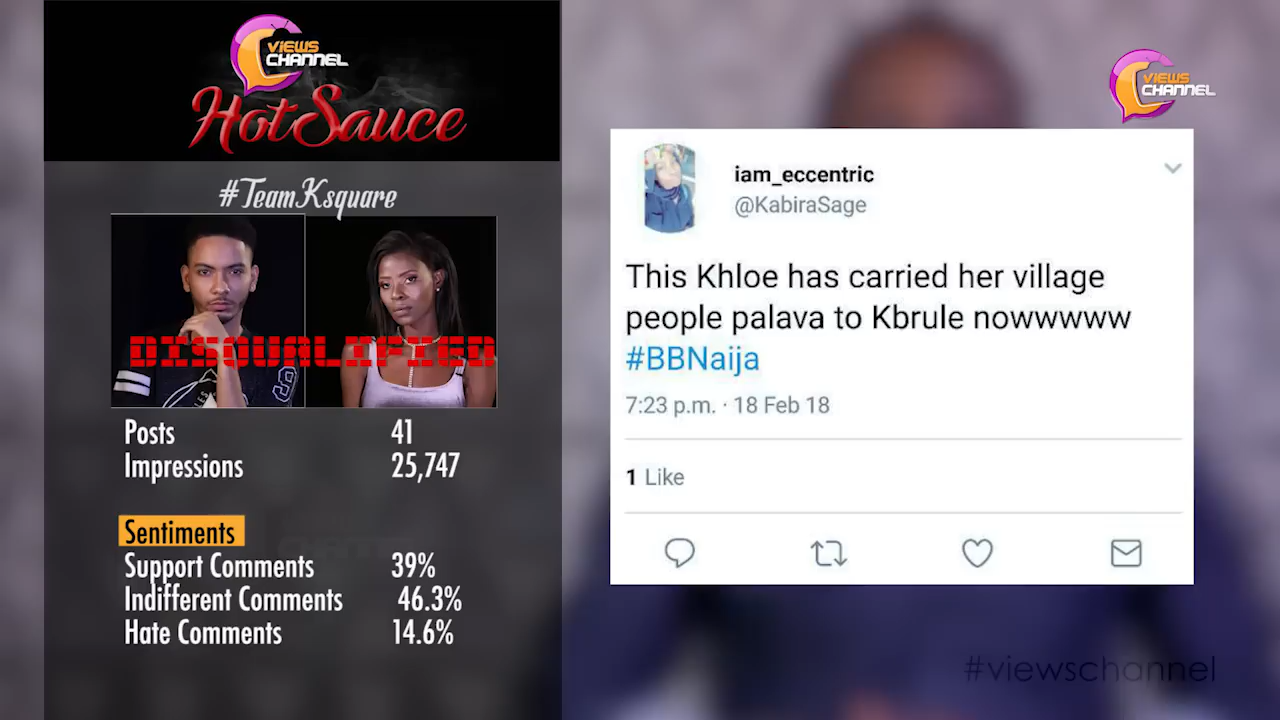 VIEWS
CHANNEL
HotSauce
#TeamKsquare
DISQUALIFIED
9
Posts 41
Impressions 25,747
Sentiments
Support Comments 39%
Indifferent Comments 46.3%
Hate Comments 14.6%
VIEWS
CHANNEL
iam_eccentric
@KabiraSage
This Khloe has carried her village
people palava to Kbrule nowwwww
#BBNaija
7:23 p.m. · 18 Feb 18
1 Like
#viewschannel